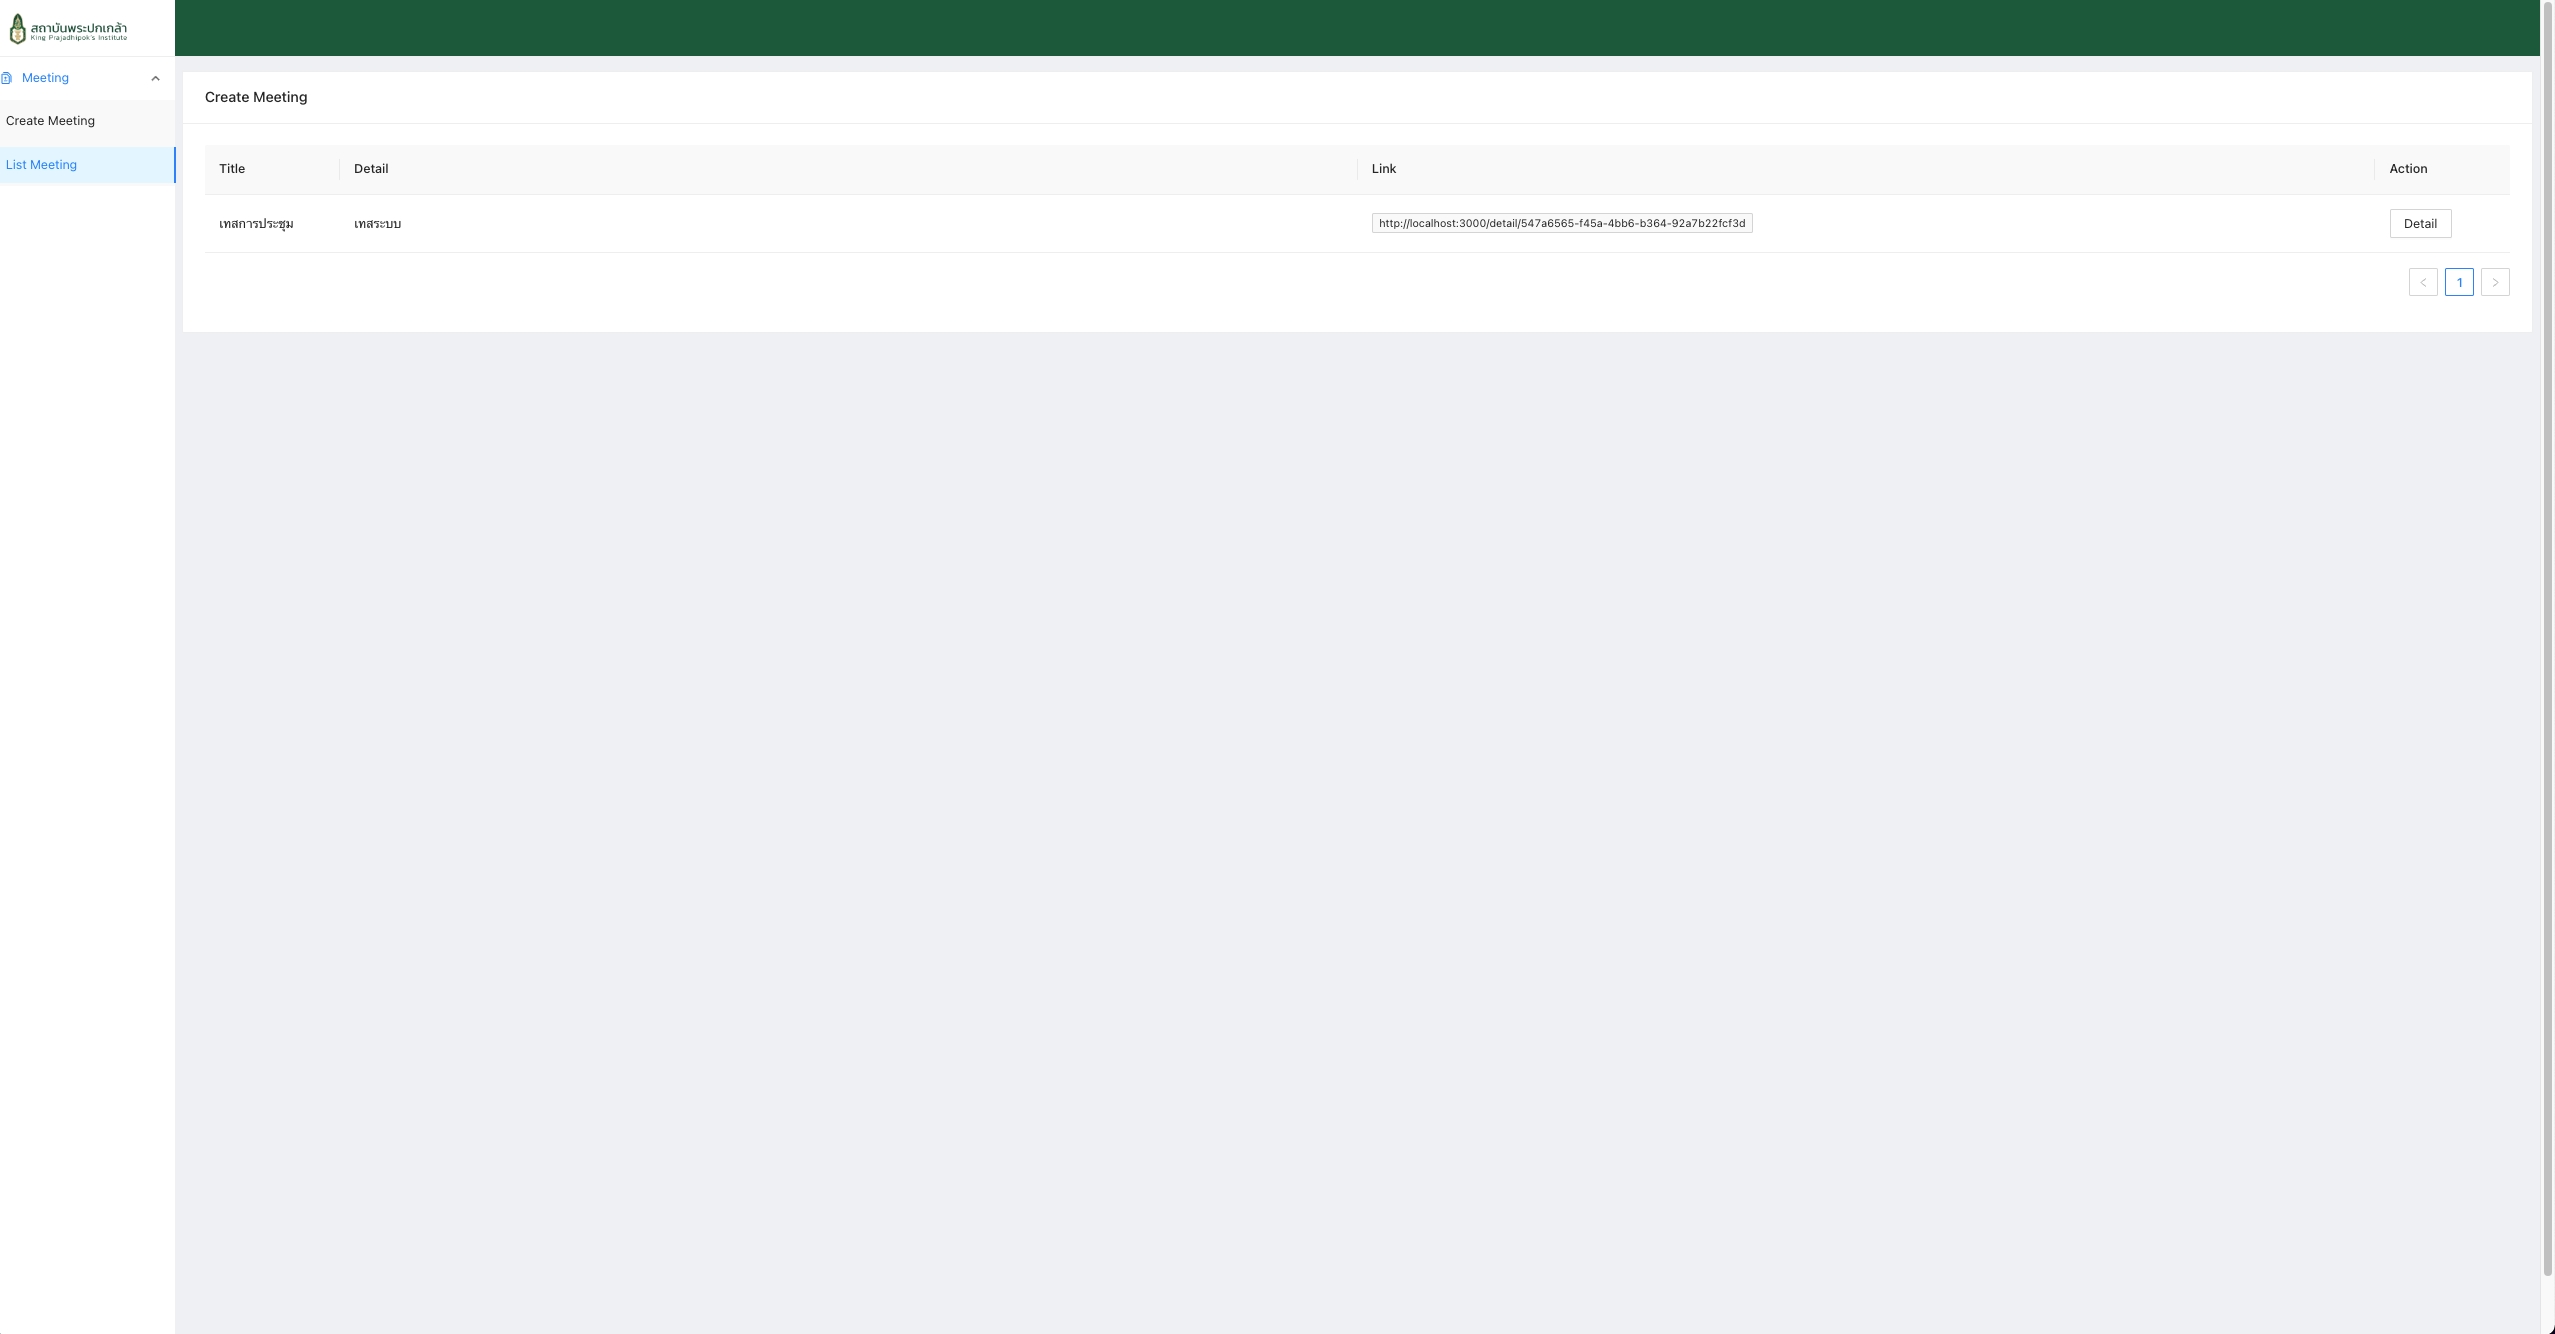 สถาบันพระปกเกล้า
King Prajadhipok's Institute
Meeting
Create Meeting
List Meeting
Create Meeting
Title Detail Link Action
เทสการประชุม เทสระบบ http://localhost:3000/detail/547a6565-f45a-4bb6-b364-92a7b22fcf3d Detail
< 1 >